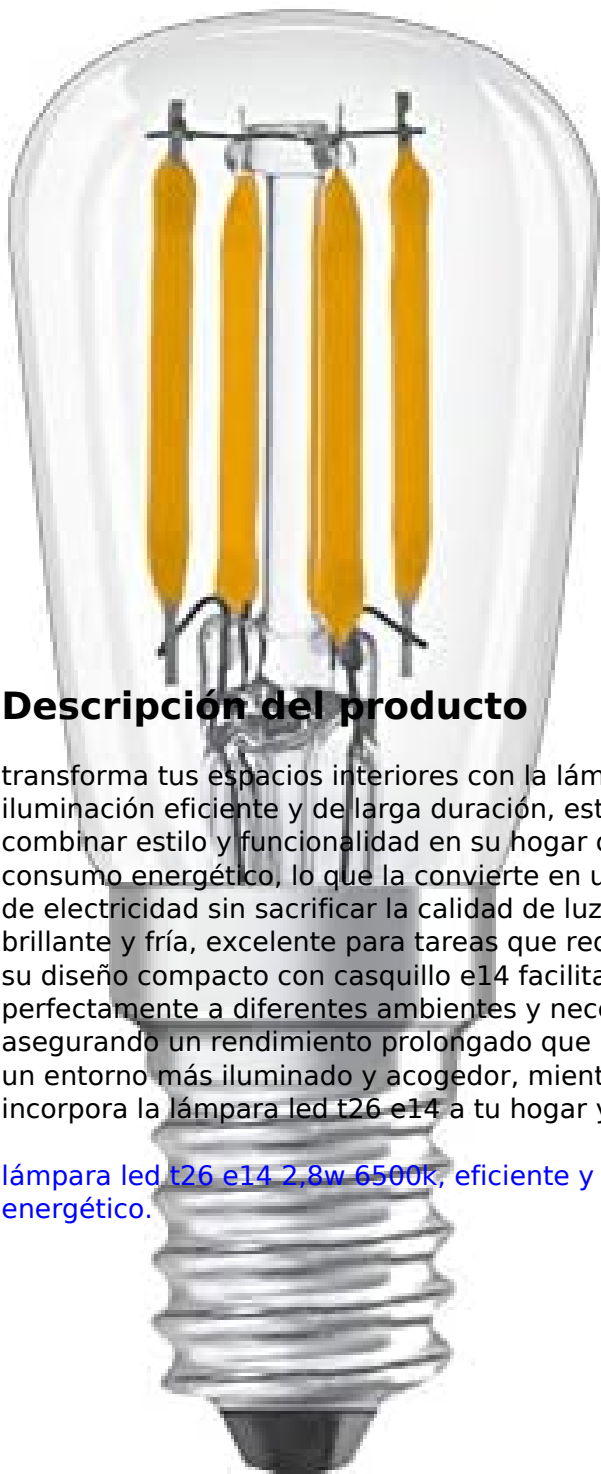 Descripción del producto
transforma tus espacios interiores con la lám
iluminación eficiente y de larga duración, est
combinar estilo y funcionalidad en su hogar o
consumo energético, lo que la convierte en u
de electricidad sin sacrificar la calidad de luz
brillante y fría, excelente para tareas que rec
su diseño compacto con casquillo e14 facilita
perfectamente a diferentes ambientes y nece
asegurando un rendimiento prolongado que
un entorno más iluminado y acogedor, mient
incorpora la lámpara led t26 e14 a tu hogar y
lámpara led t26 e14 2,8w 6500k, eficiente y
energético.